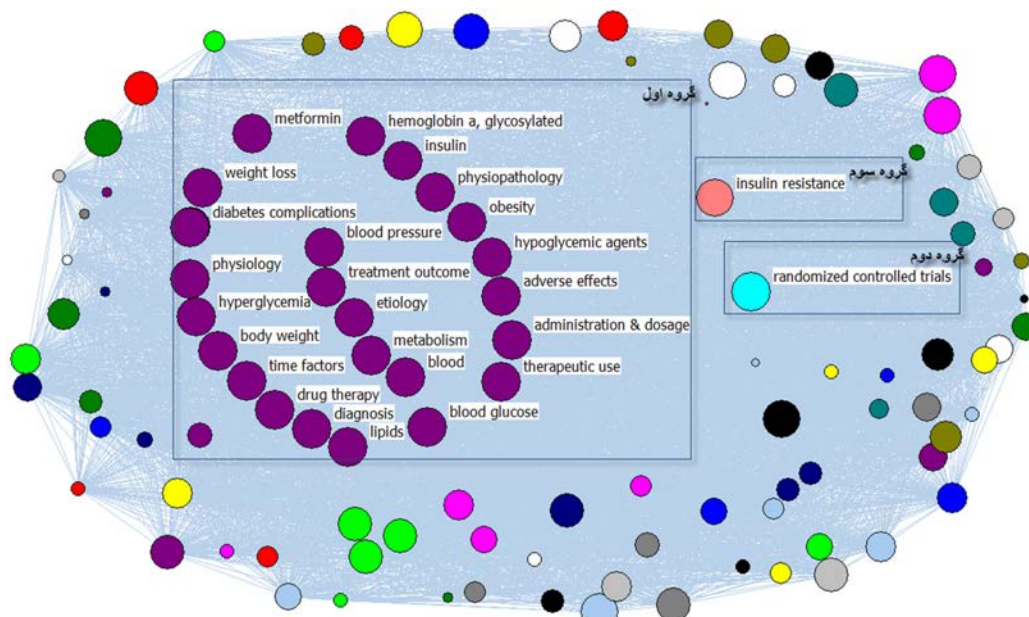 گروه اول
metformin
hemoglobin a, glycosylated
insulin
weight loss
physiopathology
diabetes complications
obesity
blood pressure
hypoglycemic agents
physiology
treatment outcome
adverse effects
hyperglycemia
etiology
administration & dosage
body weight
metabolism
time factors
blood
therapeutic use
drug therapy
diagnosis
blood glucose
lipids
گروه سوم
insulin resistance
گروه دوم
randomized controlled trials